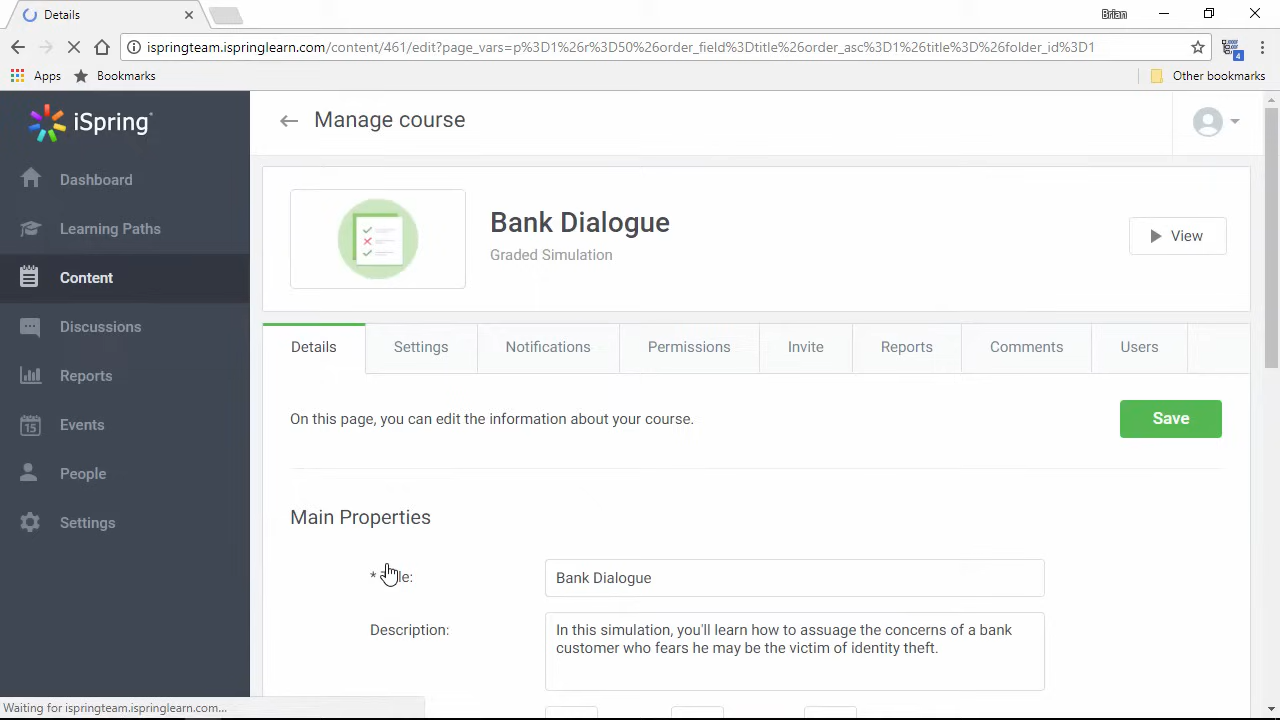 Details
Brian
ispringteam.ispringlearn.com/content/461/edit?page_vars=p%3D1%26r%3D50%26order_field%3Dtitle%26order_asc%3D1%26title%3D%26folder_id%3D1
4
Apps
Bookmarks
Other bookmarks
iSpring
Manage course
Dashboard
Learning Paths
Content
Discussions
Reports
15
Events
People
Settings
Bank Dialogue
Graded Simulation
View
Details
Settings
Notifications
Permissions
Invite
Reports
Comments
Users
On this page, you can edit the information about your course.
Save
Main Properties
Bank Dialogue
Description:
In this simulation, you'll learn how to assuage the concerns of a bank
customer who fears he may be the victim of identity theft.
Waiting for ispringteam.ispringlearn.com...